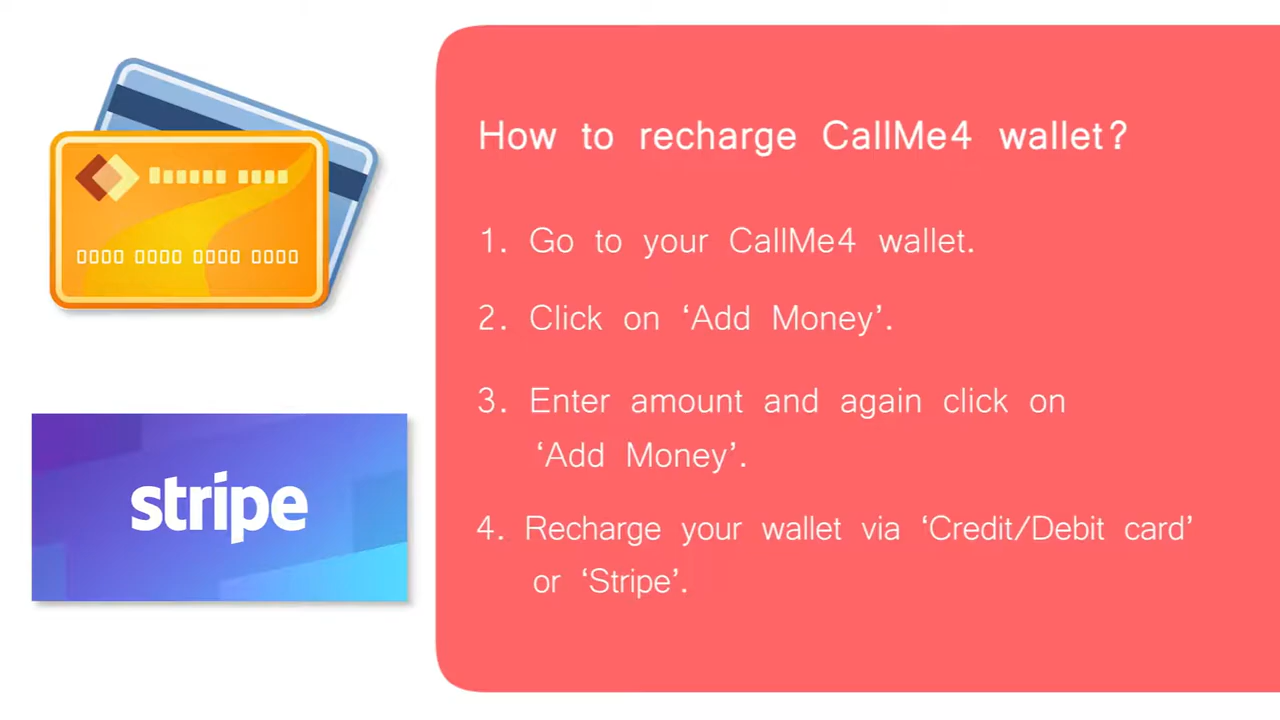 How to recharge CallMe4 wallet?
1. Go to your CallMe4 wallet.
2. Click on ‘Add Money’.
3. Enter amount and again click on
‘Add Money’.
4. Recharge your wallet via ‘Credit/Debit card’
or ‘Stripe’.
stripe